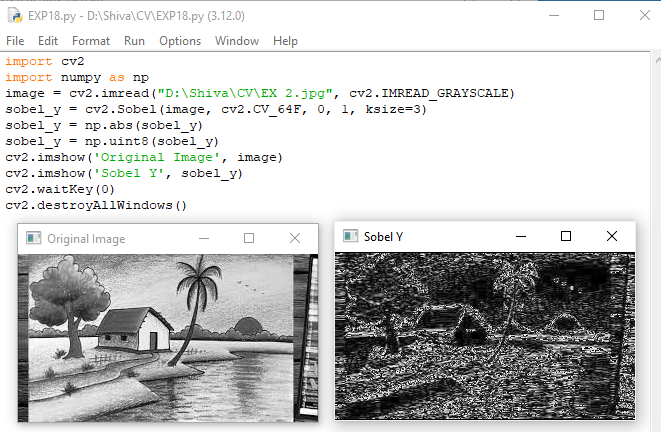 EXP18.py - D:\Shiva\CV\EXP18.py (3.12.0)
File Edit Format Run Options Window Help
import cv2
import numpy as np
image = cv2.imread("D:\Shiva\CV\EX 2.jpg", cv2.IMREAD_GRAYSCALE)
sobel_y = cv2.Sobel(image, cv2.CV_64F, 0, 1, ksize=3)
sobel_y = np.abs(sobel_y)
sobel_y = np.uint8(sobel_y)
cv2.imshow('Original Image', image)
cv2.imshow('Sobel Y', sobel_y)
cv2.waitKey(0)
cv2.destroyAllWindows()
Original Image
Sobel Y